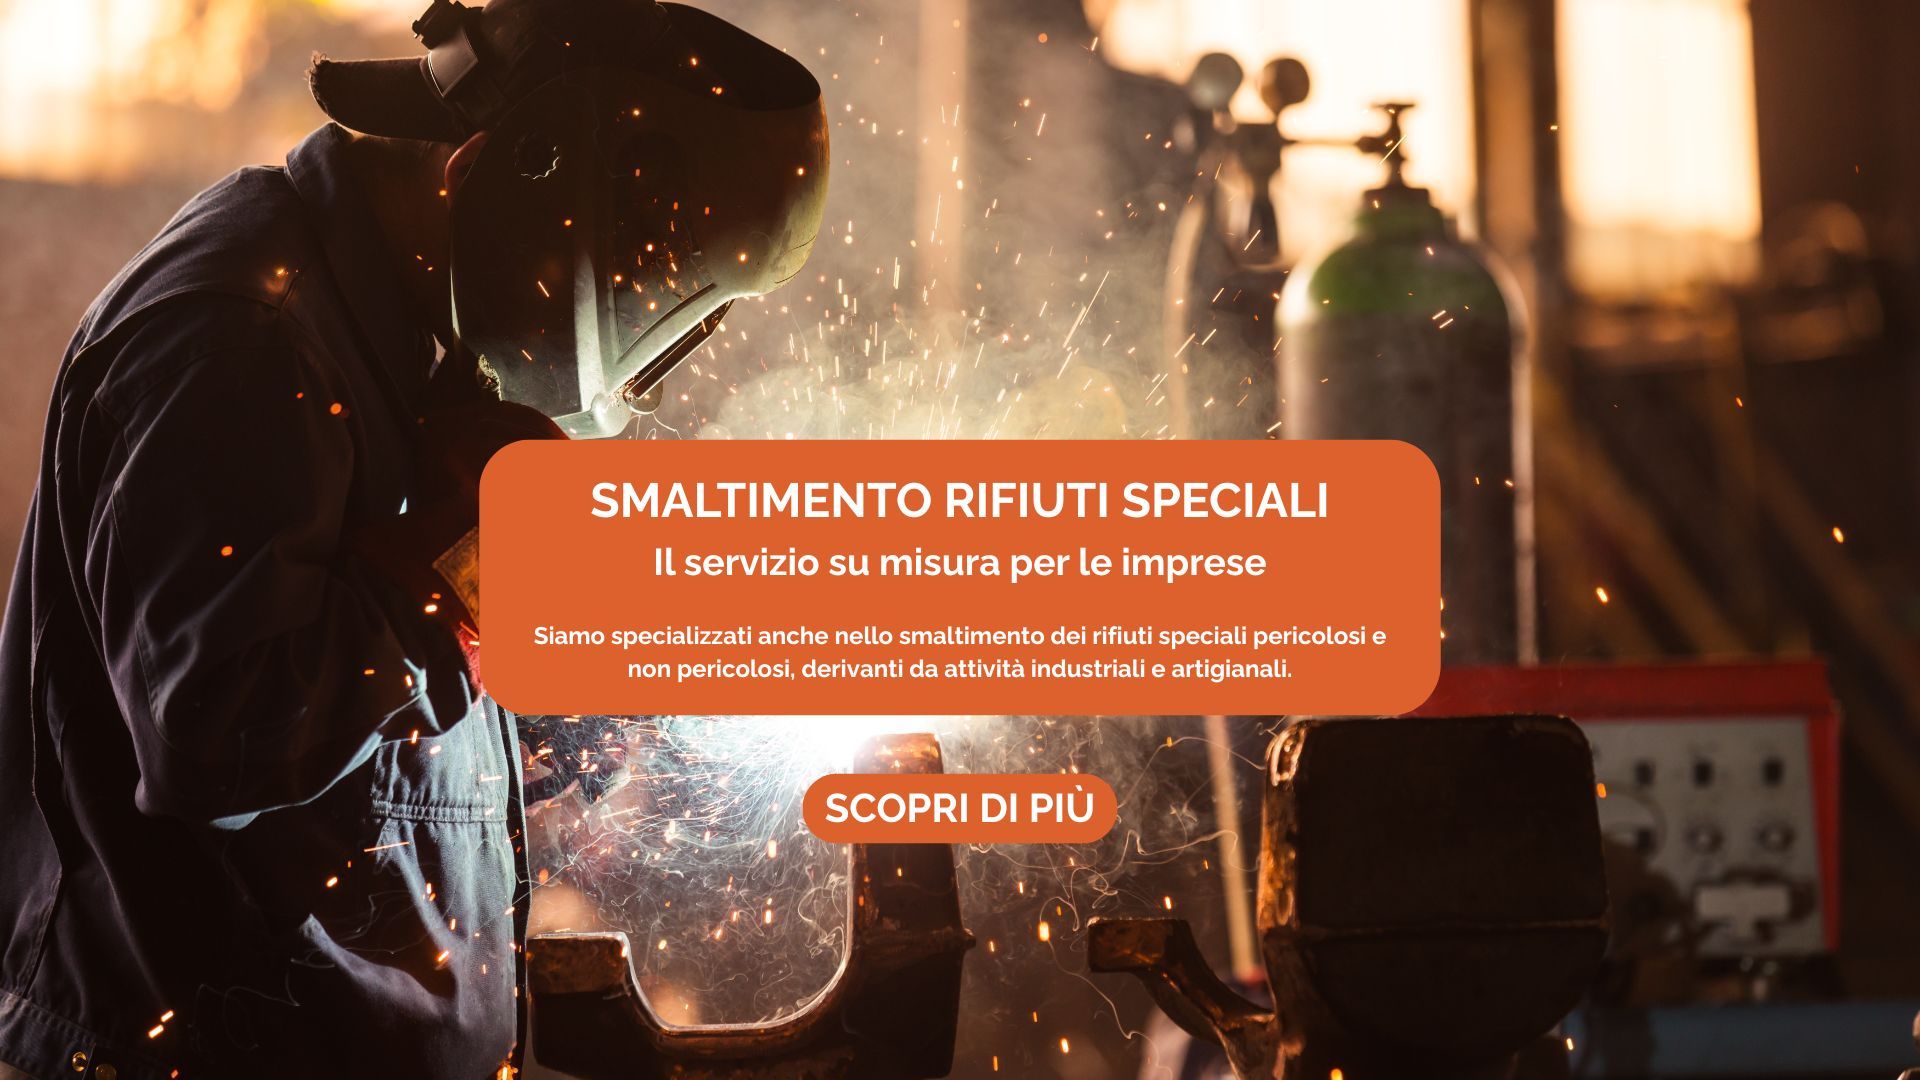 SMALTIMENTO RIFIUTI SPECIALI
Il servizio su misura per le imprese
Siamo specializzati anche nello smaltimento dei rifiuti speciali pericolosi e
non pericolosi, derivanti da attività industriali e artigianali.
SCOPRI DI PIÙ